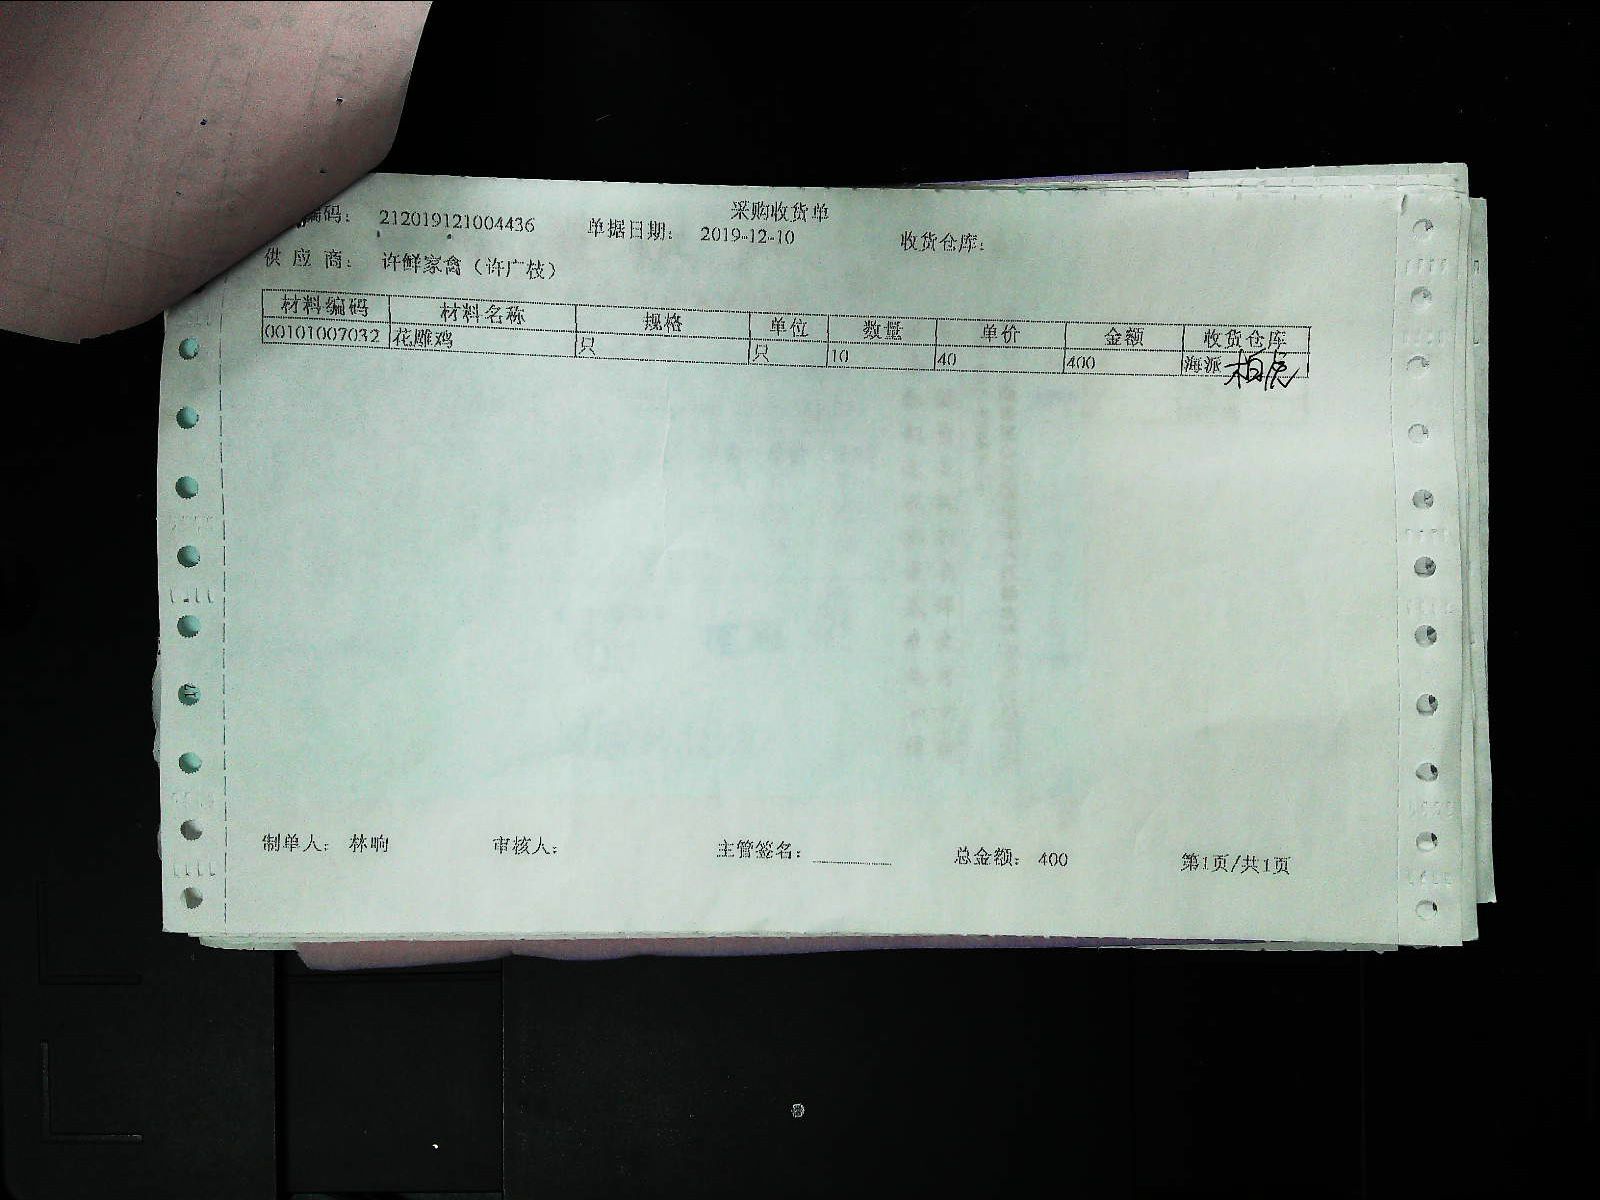 采购收货单
编码: 212019121004436 单据日期: 2019-12-10 收货仓库:
供 应 商: 许鲜家禽（许广枝）
材料编码 材料名称 规格 单位 数量 单价 金额 收货仓库
00101007032 花雕鸡 只 只 10 40 400 海派
制单人: 林响 审核人: 主管签名: 总金额: 400 第1页/共1页